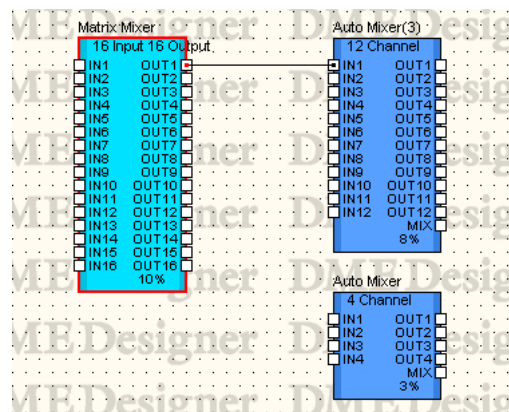 Matrix Mixer
16 Input 16 Output
IN1 OUT1
IN2 OUT2
IN3 OUT3
IN4 OUT4
IN5 OUT5
IN6 OUT6
IN7 OUT7
IN8 OUT8
IN9 OUT9
IN10 OUT10
IN11 OUT11
IN12 OUT12
IN13 OUT13
IN14 OUT14
IN15 OUT15
IN16 OUT16
10%
Auto Mixer(3)
12 Channel
IN1 OUT1
IN2 OUT2
IN3 OUT3
IN4 OUT4
IN5 OUT5
IN6 OUT6
IN7 OUT7
IN8 OUT8
IN9 OUT9
IN10 OUT10
IN11 OUT11
IN12 OUT12
MIX
8%
Auto Mixer
4 Channel
IN1 OUT1
IN2 OUT2
IN3 OUT3
IN4 OUT4
MIX
3%
DME Designer